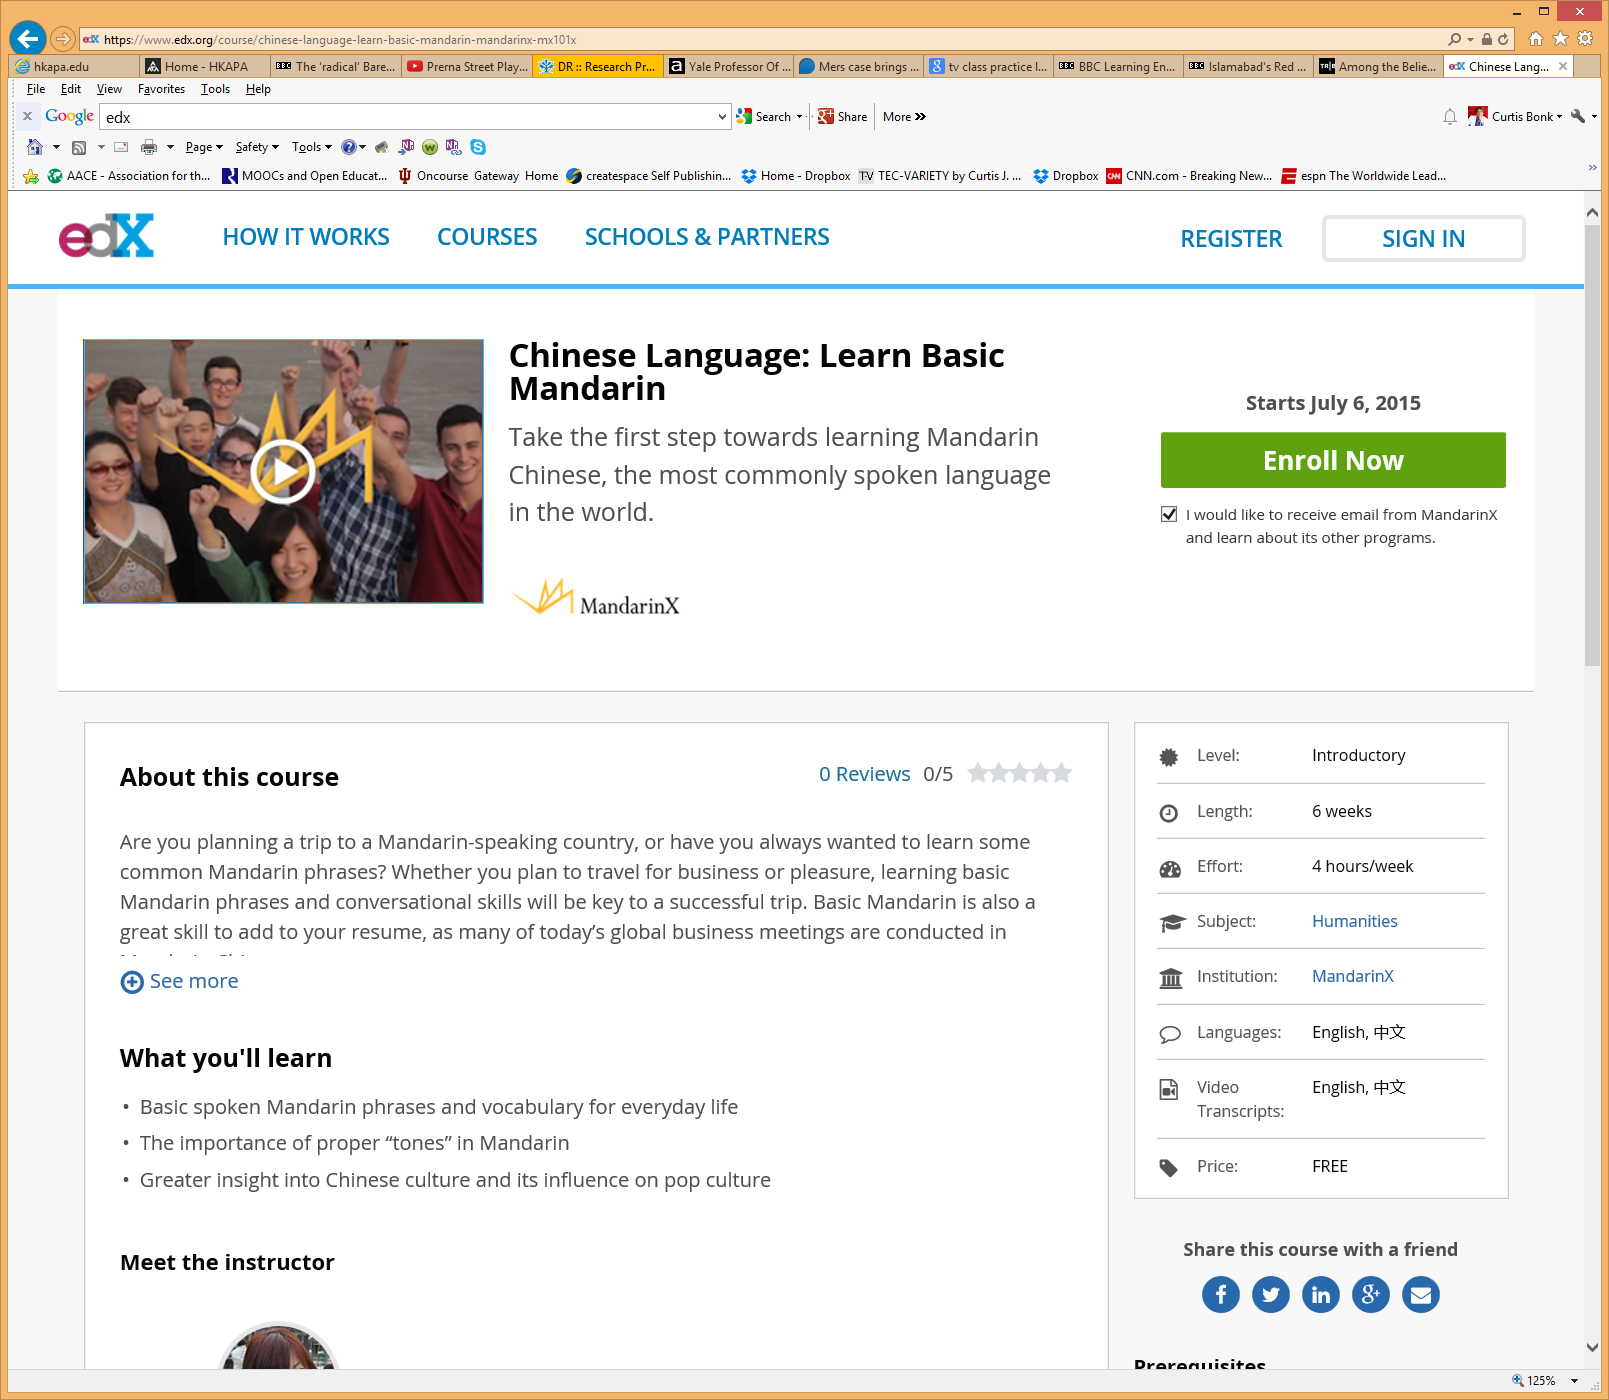 https://www.edx.org/course/chinese-language-learn-basic-mandarin-mandarinx-mx101x
hkapa.edu
Home - HKAPA
BBC The 'radical' Bare...
Prerna Street Play...
DR :: Research Pr...
a Yale Professor Of ...
Mers case brings ...
8 tv class practice l...
BBC BBC Learning En...
BBC Islamabad's Red ...
TR|B Among the Belie...
edX Chinese Lang...
File Edit View Favorites Tools Help
x Google edx Search Share More »
Curtis Bonk
Page Safety Tools
AACE - Association for th...
MOOCs and Open Educat...
Oncourse Gateway Home
createspace Self Publishin...
Home - Dropbox
TV TEC-VARIETY by Curtis J. ...
Dropbox
CNN CNN.com - Breaking New...
espn The Worldwide Lead...
edX
HOW IT WORKS COURSES SCHOOLS & PARTNERS
REGISTER SIGN IN
Chinese Language: Learn Basic
Mandarin
Take the first step towards learning Mandarin
Chinese, the most commonly spoken language
in the world.
MandarinX
Starts July 6, 2015
Enroll Now
I would like to receive email from MandarinX
and learn about its other programs.
About this course
0 Reviews 0/5
Are you planning a trip to a Mandarin-speaking country, or have you always wanted to learn some
common Mandarin phrases? Whether you plan to travel for business or pleasure, learning basic
Mandarin phrases and conversational skills will be key to a successful trip. Basic Mandarin is also a
great skill to add to your resume, as many of today’s global business meetings are conducted in
See more
What you'll learn
• Basic spoken Mandarin phrases and vocabulary for everyday life
• The importance of proper “tones” in Mandarin
• Greater insight into Chinese culture and its influence on pop culture
Meet the instructor
Level: Introductory
Length: 6 weeks
Effort: 4 hours/week
Subject: Humanities
Institution: MandarinX
Languages: English, 中文
Video Transcripts: English, 中文
Price: FREE
Share this course with a friend
f in g+
Prerequisites
125%